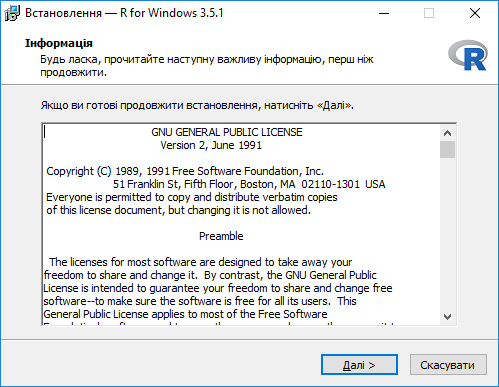 Встановлення — R for Windows 3.5.1
Інформація
Будь ласка, прочитайте наступну важливу інформацію, перш ніж
продовжити.
R
Якщо ви готові продовжити встановлення, натисніть «Далі».
GNU GENERAL PUBLIC LICENSE
Version 2, June 1991
Copyright (C) 1989, 1991 Free Software Foundation, Inc.
51 Franklin St, Fifth Floor, Boston, MA 02110-1301 USA
Everyone is permitted to copy and distribute verbatim copies
of this license document, but changing it is not allowed.
Preamble
The licenses for most software are designed to take away your
freedom to share and change it. By contrast, the GNU General Public
License is intended to guarantee your freedom to share and change free
software--to make sure the software is free for all its users. This
General Public License applies to most of the Free Software
Далі >
Скасувати